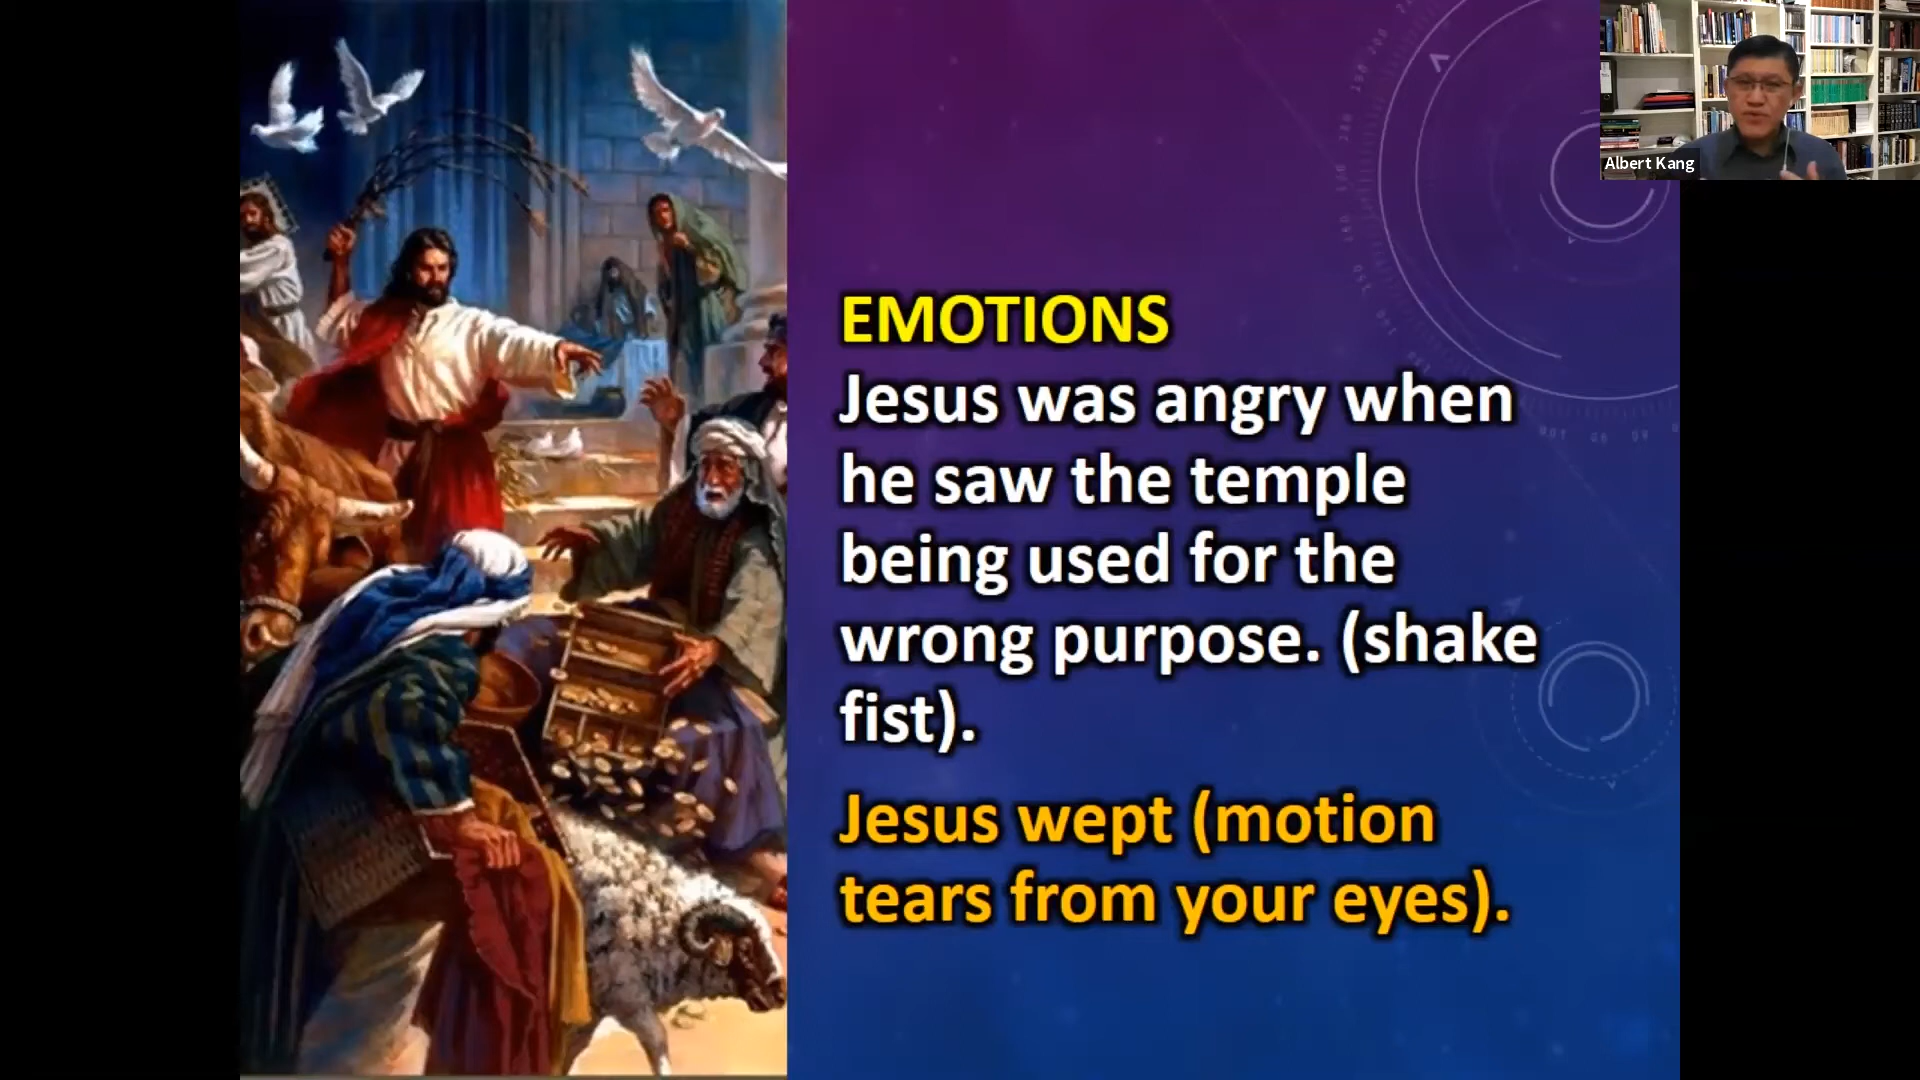 Albert Kang
EMOTIONS
Jesus was angry when
he saw the temple
being used for the
wrong purpose. (shake
fist).
Jesus wept (motion
tears from your eyes).